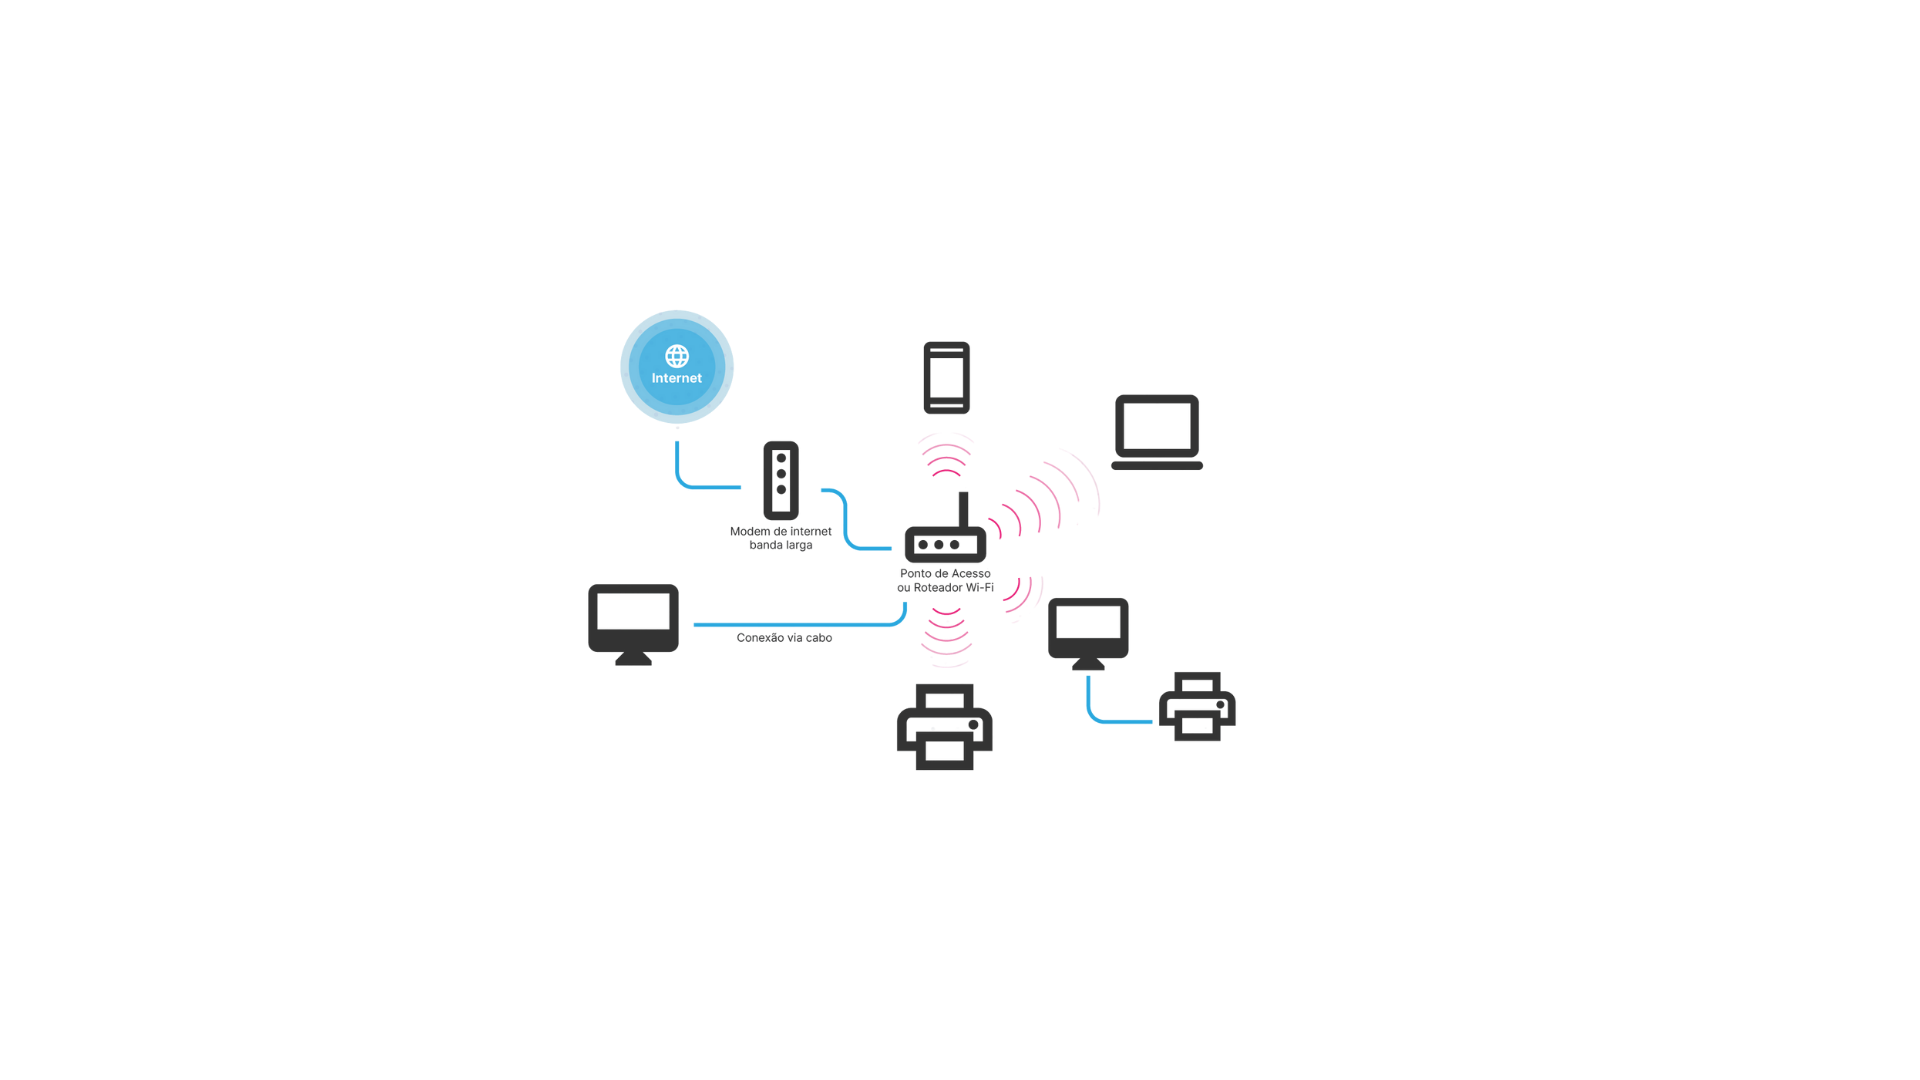 Internet
Modem de internet
banda larga
Ponto de Acesso
ou Roteador Wi-Fi
Conexão via cabo